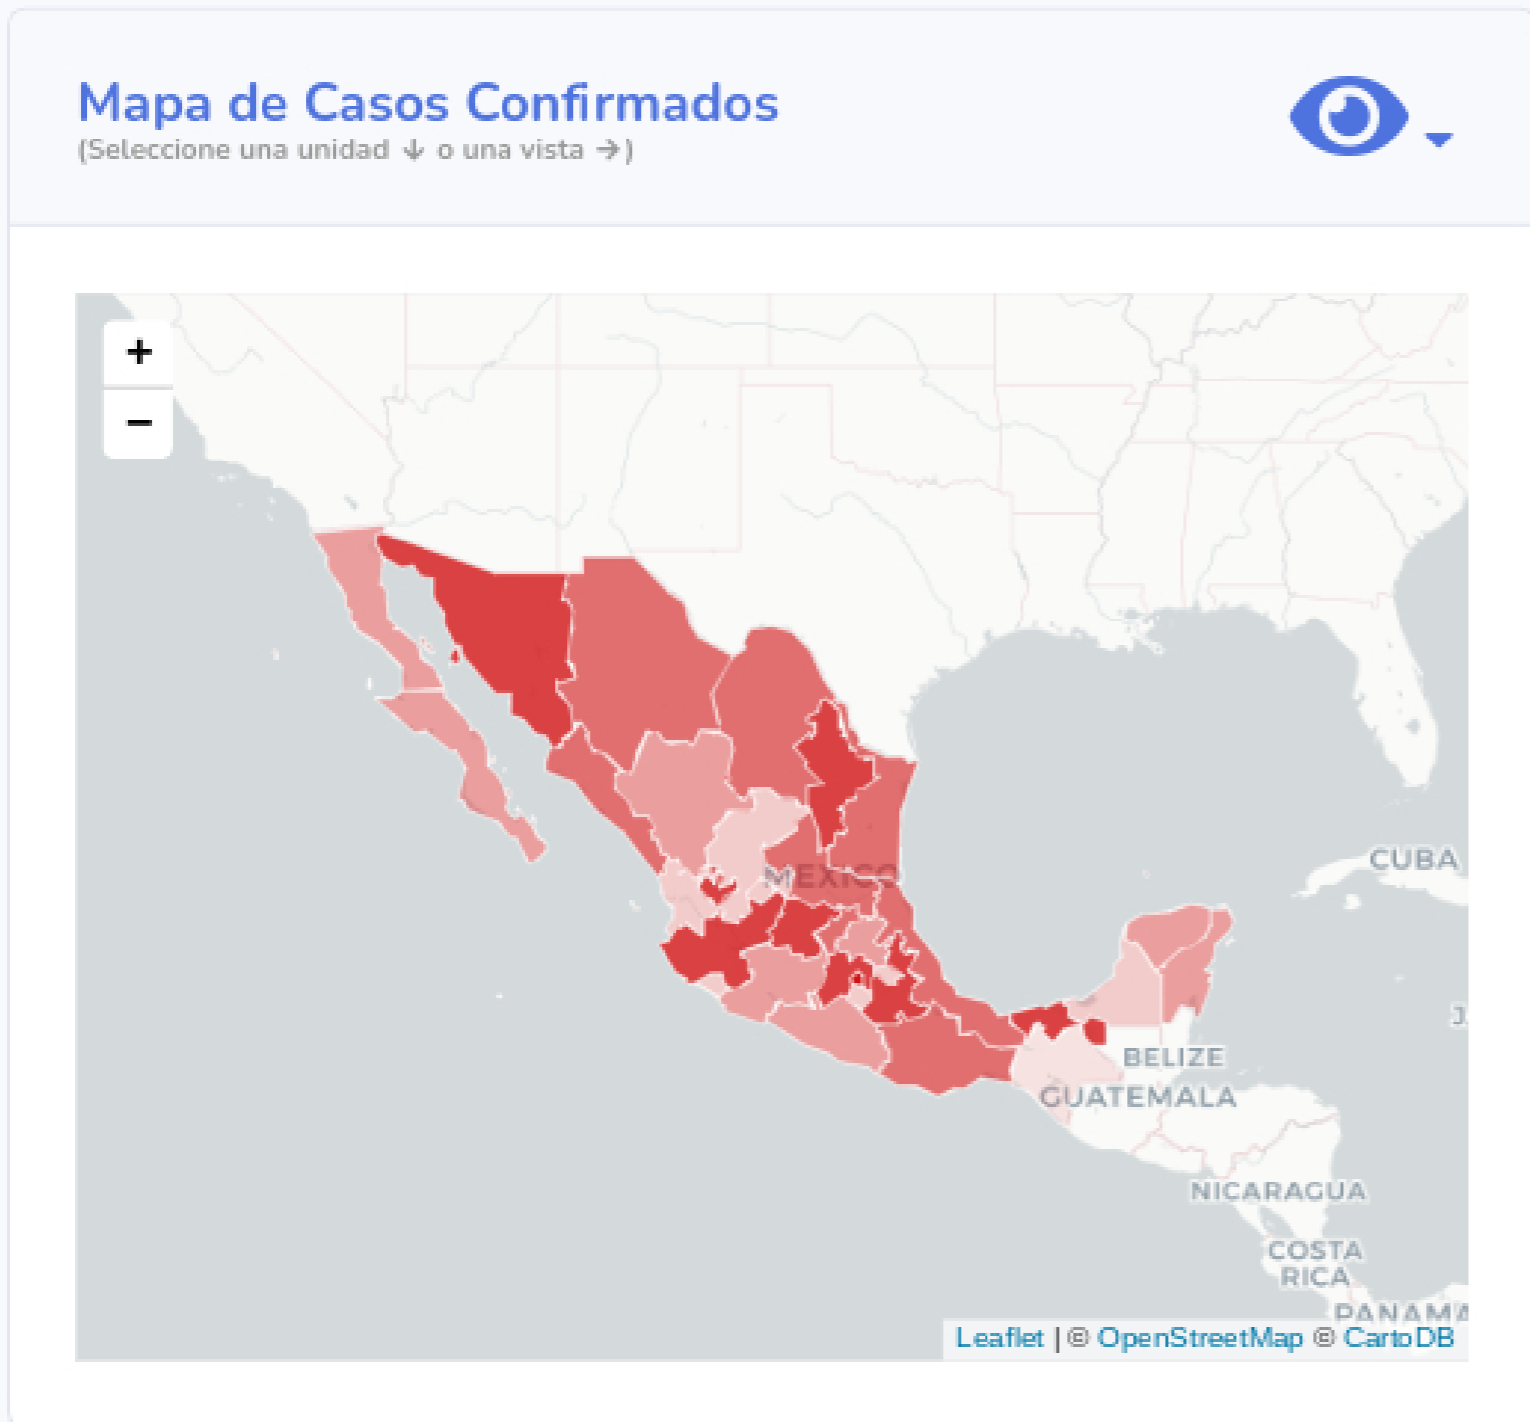 Mapa de Casos Confirmados
(Seleccione una unidad ↓ o una vista →)
+
−
MEXICO
CUBA
J
BELIZE
GUATEMALA
NICARAGUA
COSTA
RICA
PANAMA
Leaflet | © OpenStreetMap © CartoDB